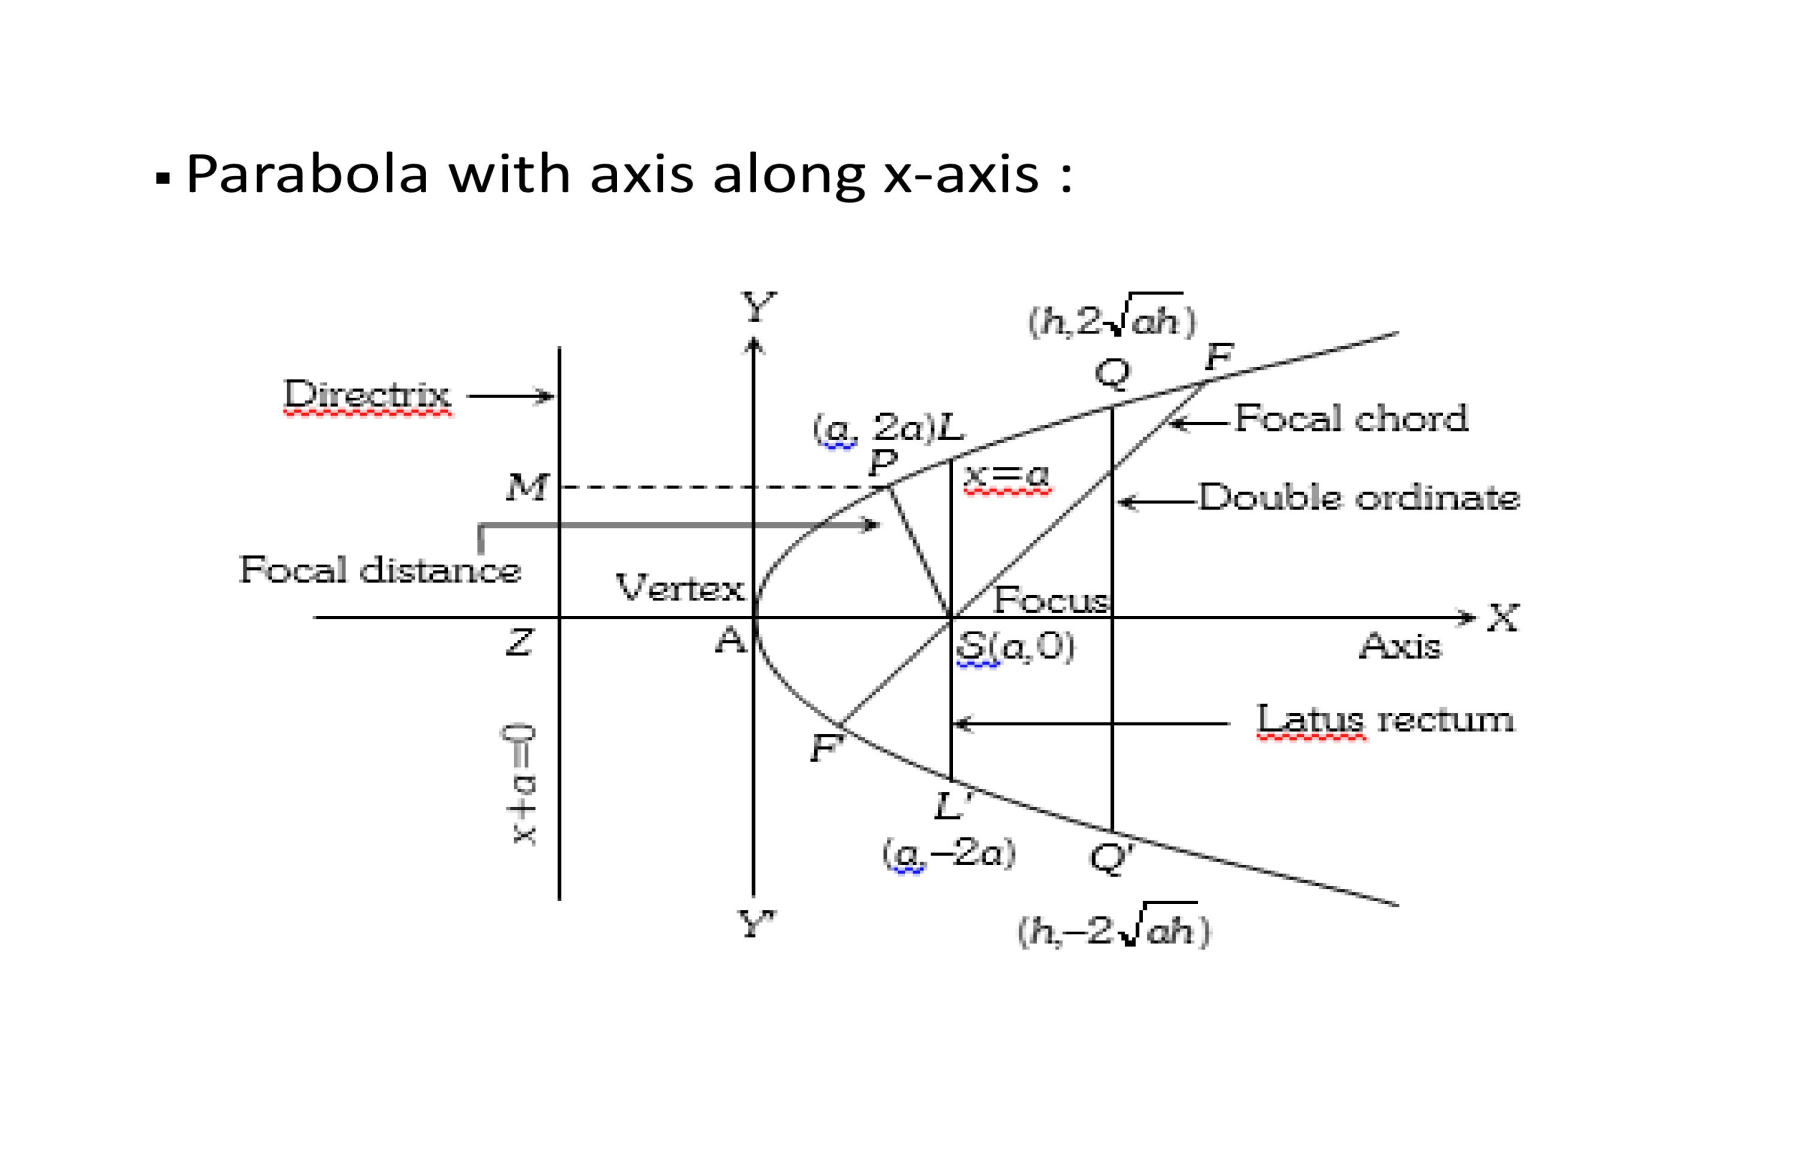 ▪ Parabola with axis along x-axis :
Y
(h,2√ah)
Q
F
Directrix
Focal chord
(a, 2a)L
P
x=a
M
Double ordinate
Focal distance
Vertex
Focus
X
Z
A
S(a,0)
Axis
x+a=0
Latus rectum
F'
L'
(a,–2a)
Q'
Y'
(h,–2√ah)